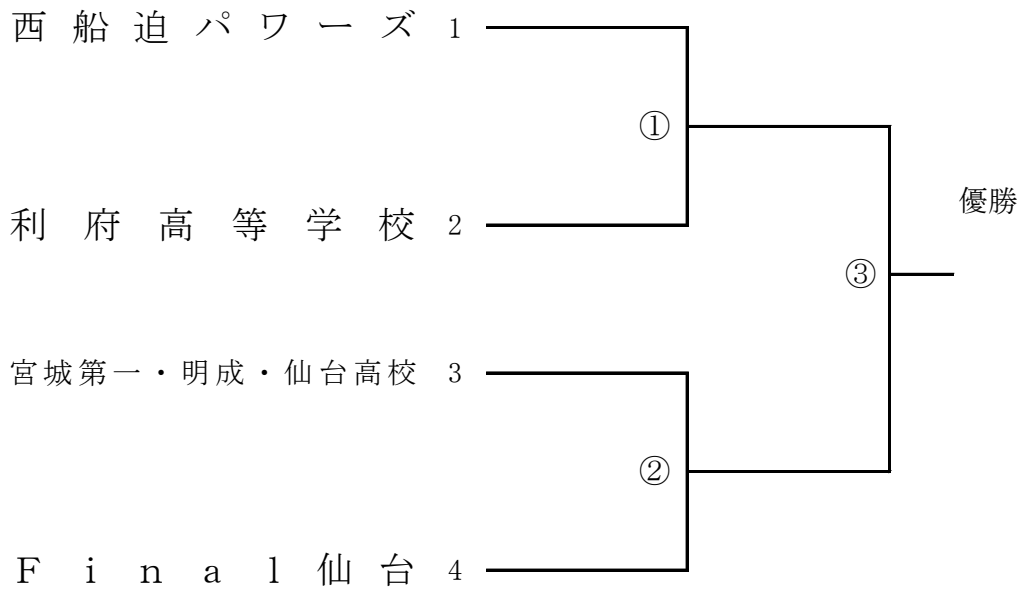 西船迫パワーズ 1
①
優勝
利府高等学校 2
③
宮城第一・明成・仙台高校 3
②
Final仙台 4